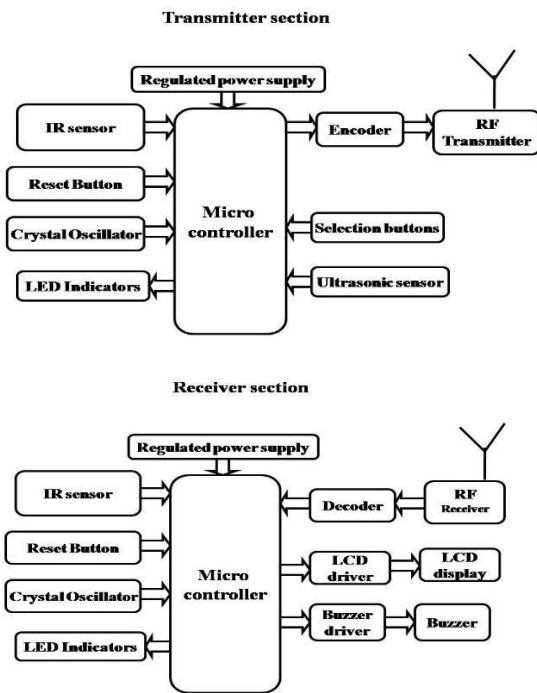 Transmitter section
Regulated power supply
IR sensor
Reset Button
Crystal Oscillator
LED Indicators
Micro
controller
Encoder
RF
Transmitter
Selection buttons
Ultrasonic sensor
Receiver section
Regulated power supply
IR sensor
Reset Button
Crystal Oscillator
LED Indicators
Micro
controller
Decoder
RF
Receiver
LCD
driver
LCD
display
Buzzer
driver
Buzzer